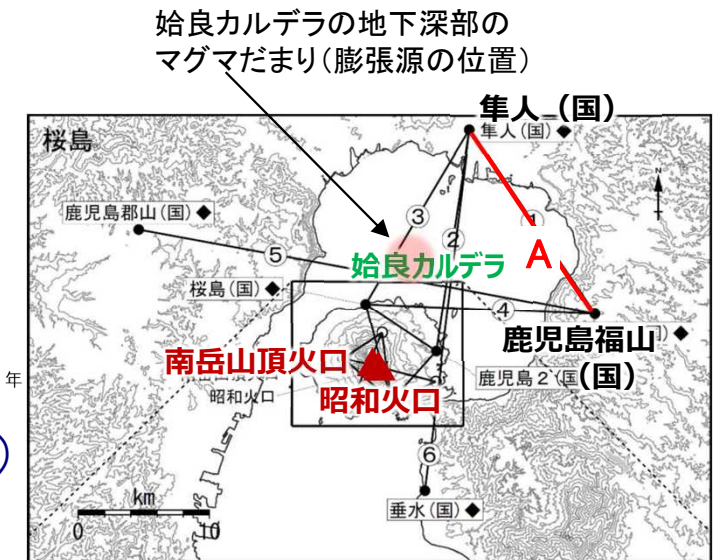 姶良カルデラの地下深部の
マグマだまり（膨張源の位置）
隼人（国）
隼人（国）◆
桜島
N
鹿児島郡山（国）◆
③
①
②
⑤
A
姶良カルデラ
桜島（国）◆
④
鹿児島福山
（国）
◆
南岳山頂火口
鹿児島２（国
昭和火口
昭和火口
年
⑥
km
0 10
垂水（国）◆